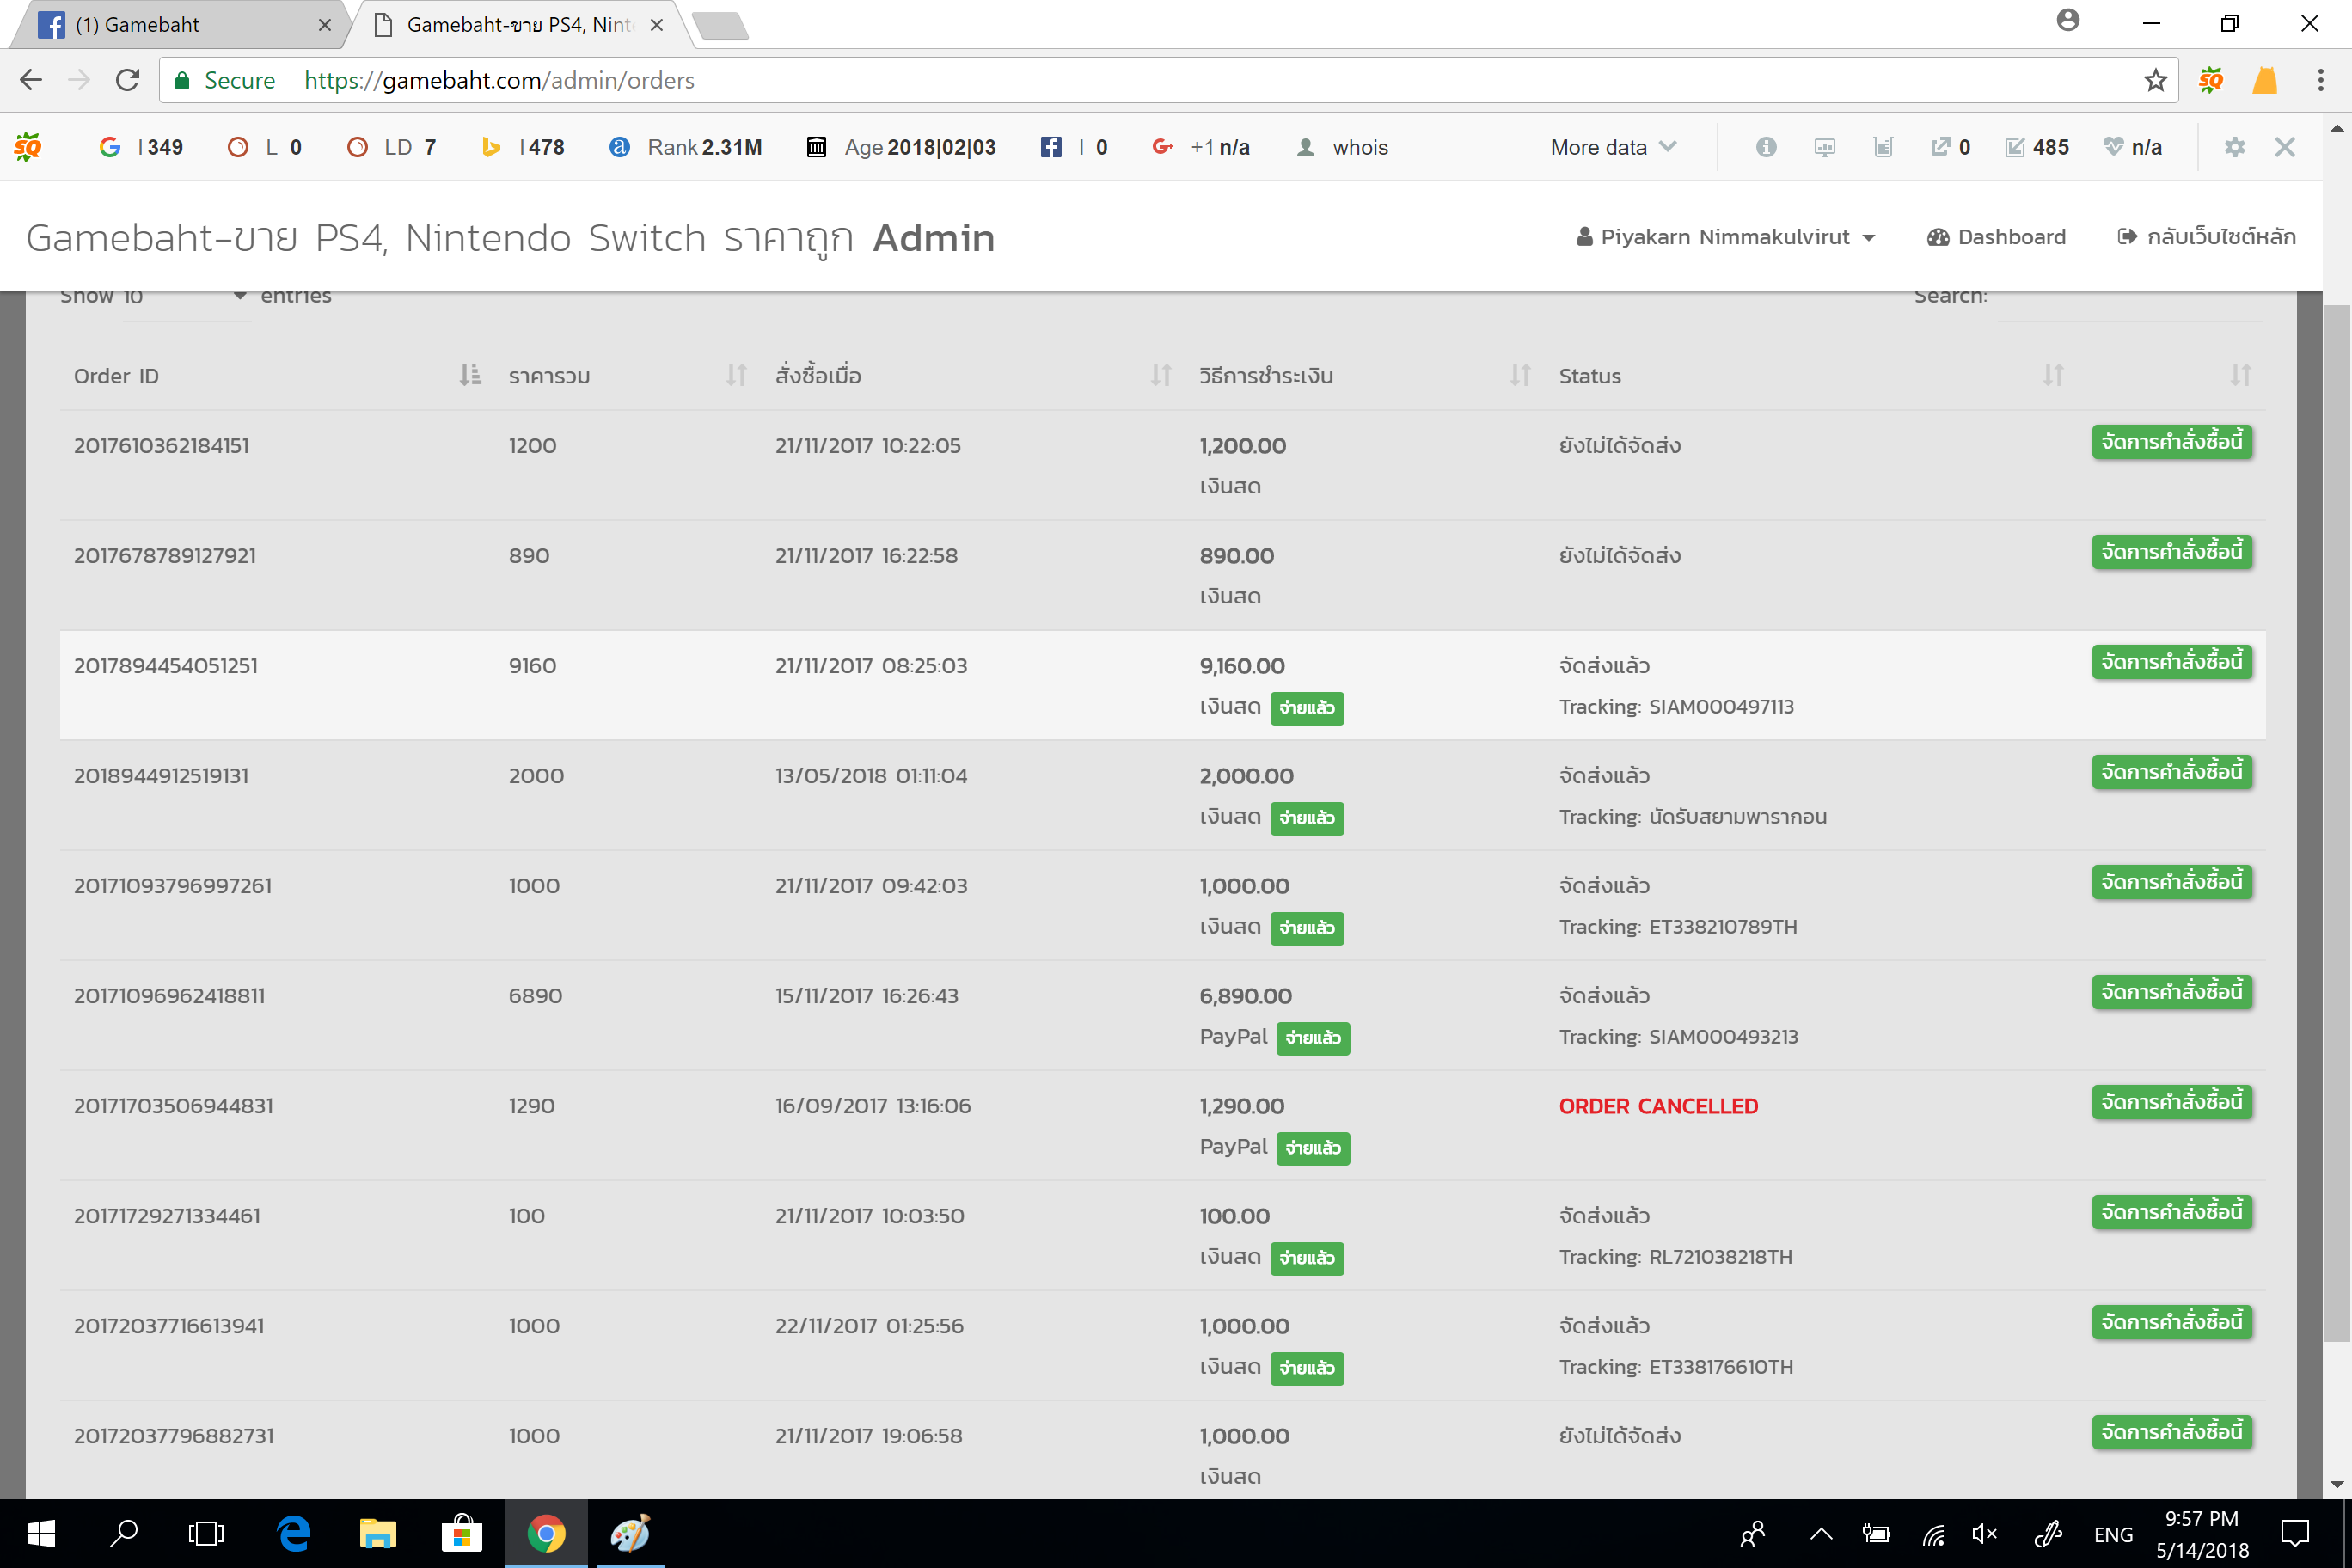 (1) Gamebaht
Gamebaht-ขาย PS4, Nint
Secure https://gamebaht.com/admin/orders
I 349 L 0 LD 7 I 478 Rank 2.31M Age 2018|02|03 I 0 +1 n/a whois More data 0 485 n/a
Gamebaht-ขาย PS4, Nintendo Switch ราคาถูก Admin Piyakarn Nimmakulvirut Dashboard กลับเว็บไซต์หลัก
Show 10 entries Search:
Order ID ราคารวม สั่งซื้อเมื่อ วิธีการชำระเงิน Status
2017610362184151 1200 21/11/2017 10:22:05 1,200.00 ยังไม่ได้จัดส่ง จัดการคำสั่งซื้อนี้
เงินสด
2017678789127921 890 21/11/2017 16:22:58 890.00 ยังไม่ได้จัดส่ง จัดการคำสั่งซื้อนี้
เงินสด
2017894454051251 9160 21/11/2017 08:25:03 9,160.00 จัดส่งแล้ว จัดการคำสั่งซื้อนี้
เงินสด จ่ายแล้ว Tracking: SIAM000497113
2018944912519131 2000 13/05/2018 01:11:04 2,000.00 จัดส่งแล้ว จัดการคำสั่งซื้อนี้
เงินสด จ่ายแล้ว Tracking: นัดรับสยามพารากอน
20171093796997261 1000 21/11/2017 09:42:03 1,000.00 จัดส่งแล้ว จัดการคำสั่งซื้อนี้
เงินสด จ่ายแล้ว Tracking: ET338210789TH
20171096962418811 6890 15/11/2017 16:26:43 6,890.00 จัดส่งแล้ว จัดการคำสั่งซื้อนี้
PayPal จ่ายแล้ว Tracking: SIAM000493213
20171703506944831 1290 16/09/2017 13:16:06 1,290.00 ORDER CANCELLED จัดการคำสั่งซื้อนี้
PayPal จ่ายแล้ว
20171729271334461 100 21/11/2017 10:03:50 100.00 จัดส่งแล้ว จัดการคำสั่งซื้อนี้
เงินสด จ่ายแล้ว Tracking: RL721038218TH
20172037716613941 1000 22/11/2017 01:25:56 1,000.00 จัดส่งแล้ว จัดการคำสั่งซื้อนี้
เงินสด จ่ายแล้ว Tracking: ET338176610TH
20172037796882731 1000 21/11/2017 19:06:58 1,000.00 ยังไม่ได้จัดส่ง จัดการคำสั่งซื้อนี้
เงินสด
ENG 9:57 PM
5/14/2018